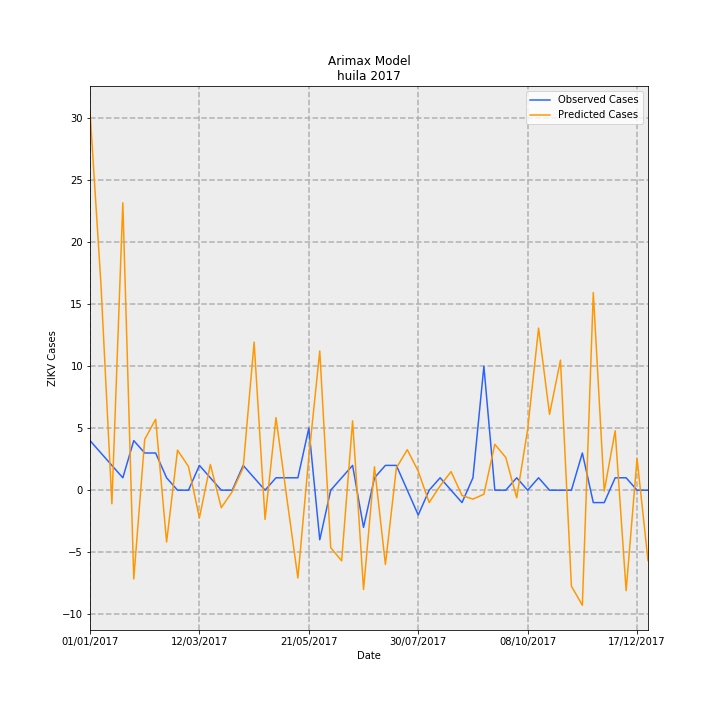 Arimax Model
huila 2017
Observed Cases
Predicted Cases
ZIKV Cases
30
25
20
15
10
5
0
−5
−10
01/01/2017 12/03/2017 21/05/2017 30/07/2017 08/10/2017 17/12/2017
Date